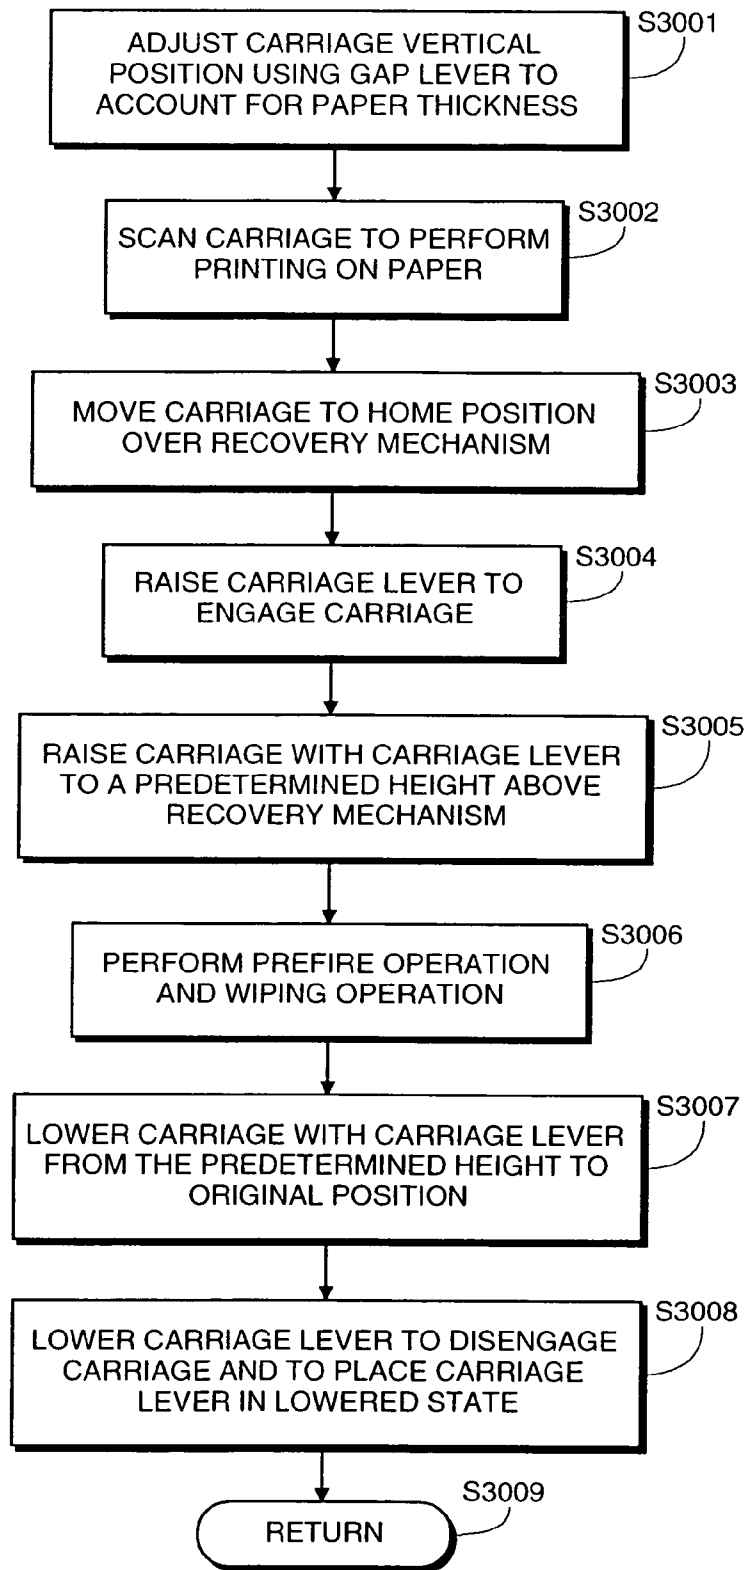 S3001
ADJUST CARRIAGE VERTICAL
POSITION USING GAP LEVER TO
ACCOUNT FOR PAPER THICKNESS
S3002
SCAN CARRIAGE TO PERFORM
PRINTING ON PAPER
S3003
MOVE CARRIAGE TO HOME POSITION
OVER RECOVERY MECHANISM
S3004
RAISE CARRIAGE LEVER TO
ENGAGE CARRIAGE
S3005
RAISE CARRIAGE WITH CARRIAGE LEVER
TO A PREDETERMINED HEIGHT ABOVE
RECOVERY MECHANISM
S3006
PERFORM PREFIRE OPERATION
AND WIPING OPERATION
S3007
LOWER CARRIAGE WITH CARRIAGE LEVER
FROM THE PREDETERMINED HEIGHT TO
ORIGINAL POSITION
S3008
LOWER CARRIAGE LEVER TO DISENGAGE
CARRIAGE AND TO PLACE CARRIAGE
LEVER IN LOWERED STATE
S3009
RETURN